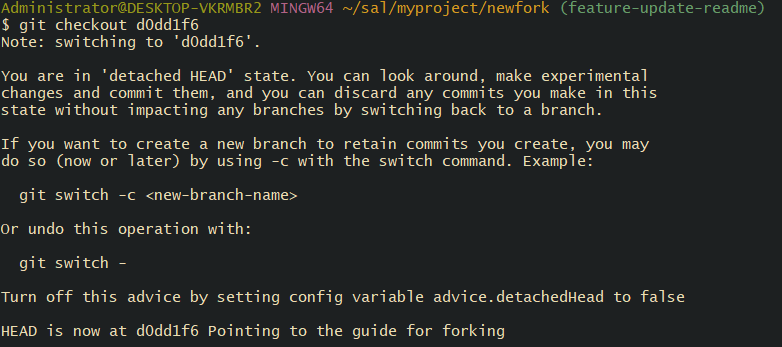 Administrator@DESKTOP-VKRMBR2 MINGW64 ~/sal/myproject/newfork (feature-update-readme)
$ git checkout d0dd1f6
Note: switching to 'd0dd1f6'.
You are in 'detached HEAD' state. You can look around, make experimental
changes and commit them, and you can discard any commits you make in this
state without impacting any branches by switching back to a branch.
If you want to create a new branch to retain commits you create, you may
do so (now or later) by using -c with the switch command. Example:
git switch -c <new-branch-name>
Or undo this operation with:
git switch -
Turn off this advice by setting config variable advice.detachedHead to false
HEAD is now at d0dd1f6 Pointing to the guide for forking